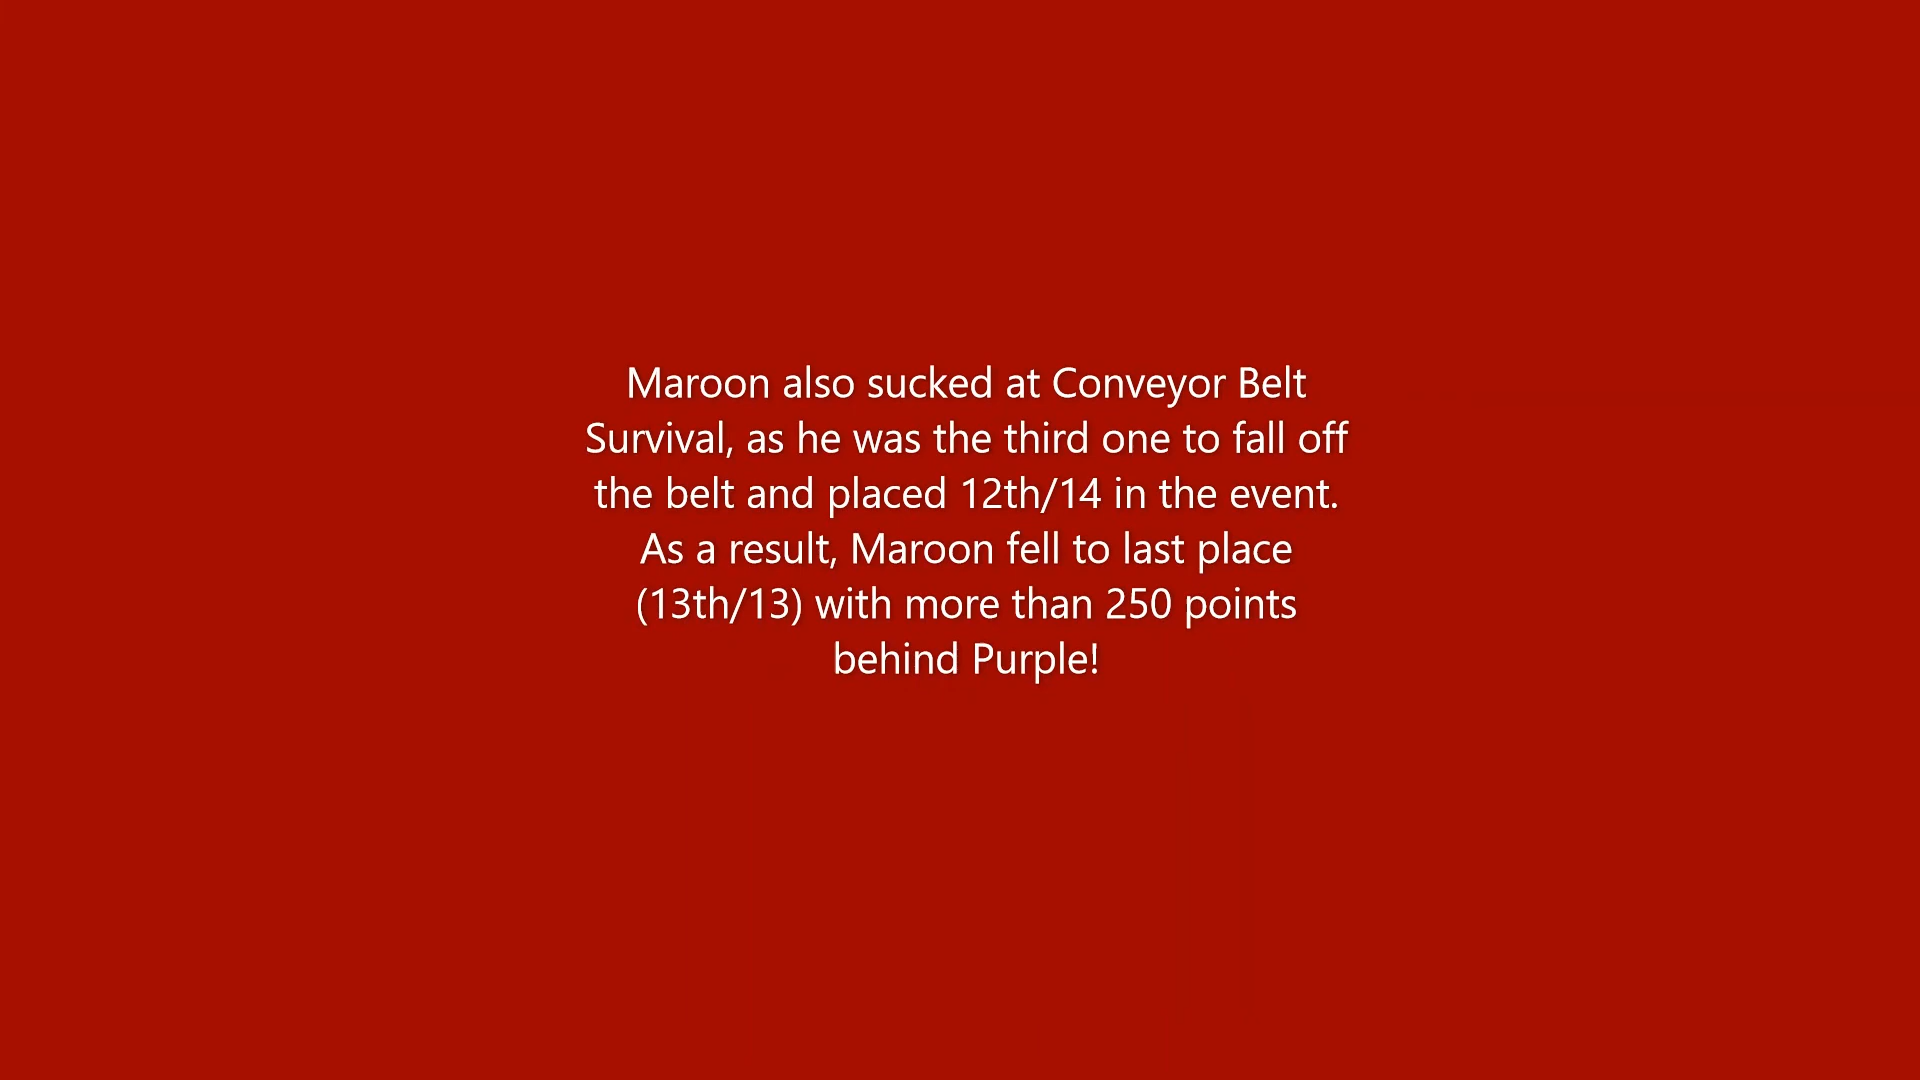 Maroon also sucked at Conveyor Belt
Survival, as he was the third one to fall off
the belt and placed 12th/14 in the event.
As a result, Maroon fell to last place
(13th/13) with more than 250 points
behind Purple!